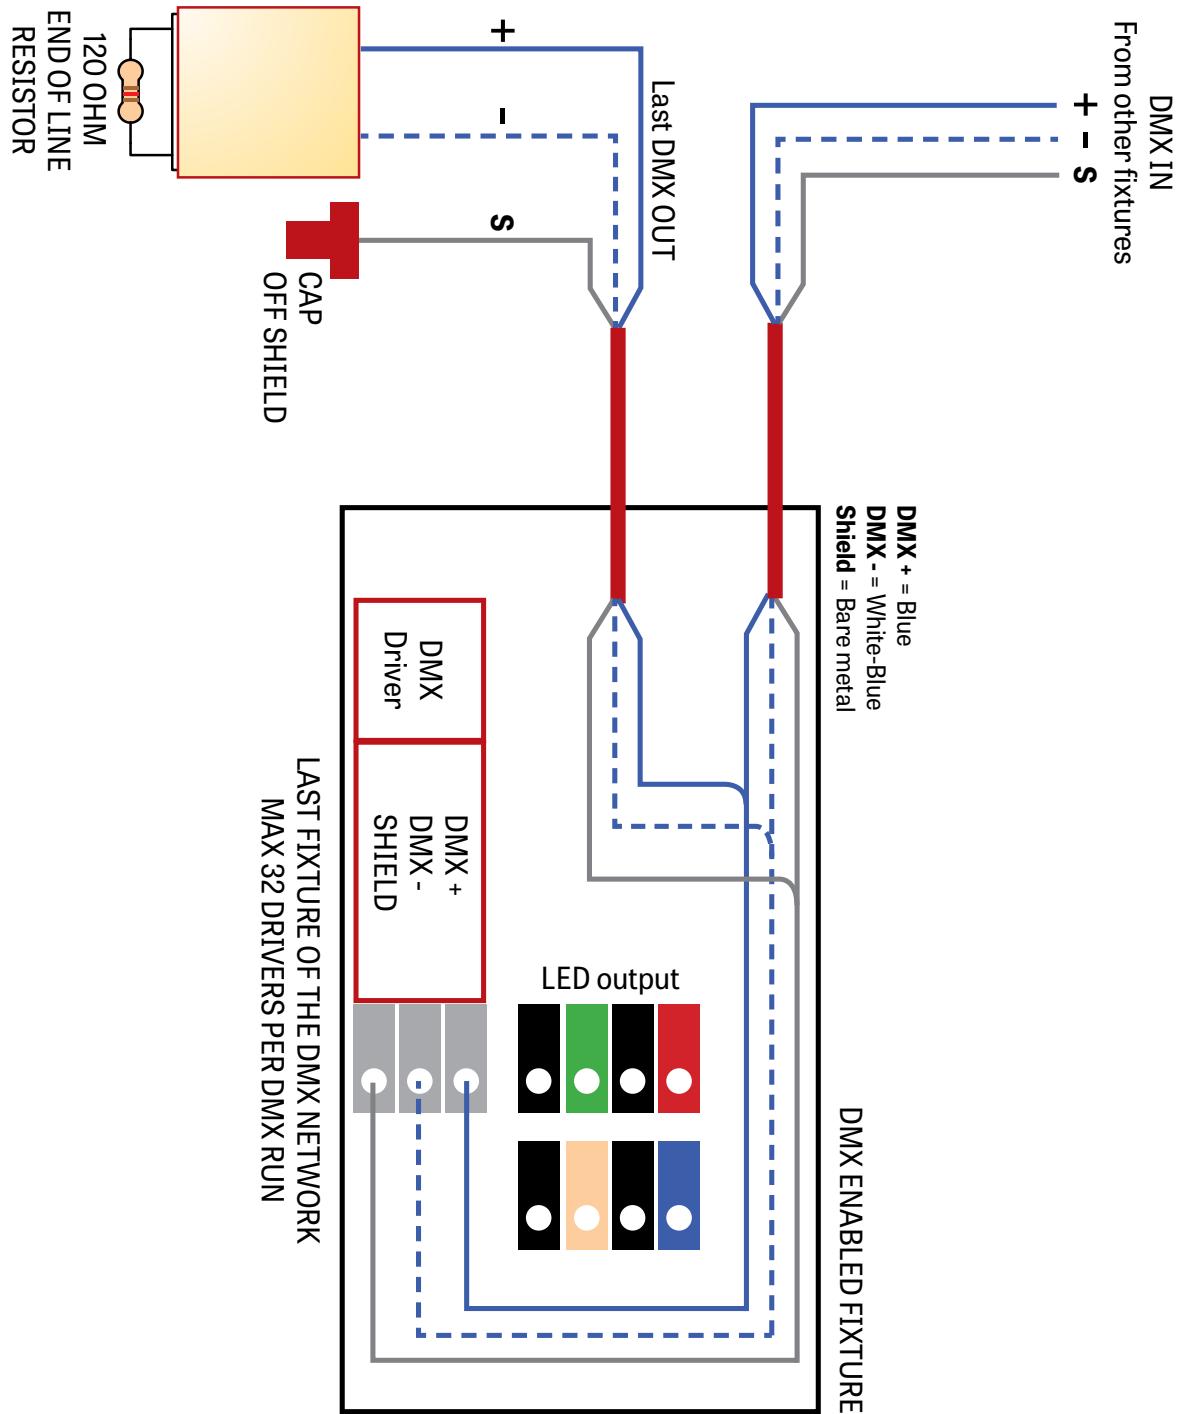 DMX IN
From other fixtures
+
-
S
Last DMX OUT
+
-
S
120 OHM
END OF LINE
RESISTOR
CAP
OFF SHIELD
DMX + = Blue
DMX - = White-Blue
Shield = Bare metal
DMX ENABLED FIXTURE
LED output
DMX
Driver
DMX +
DMX -
SHIELD
LAST FIXTURE OF THE DMX NETWORK
MAX 32 DRIVERS PER DMX RUN